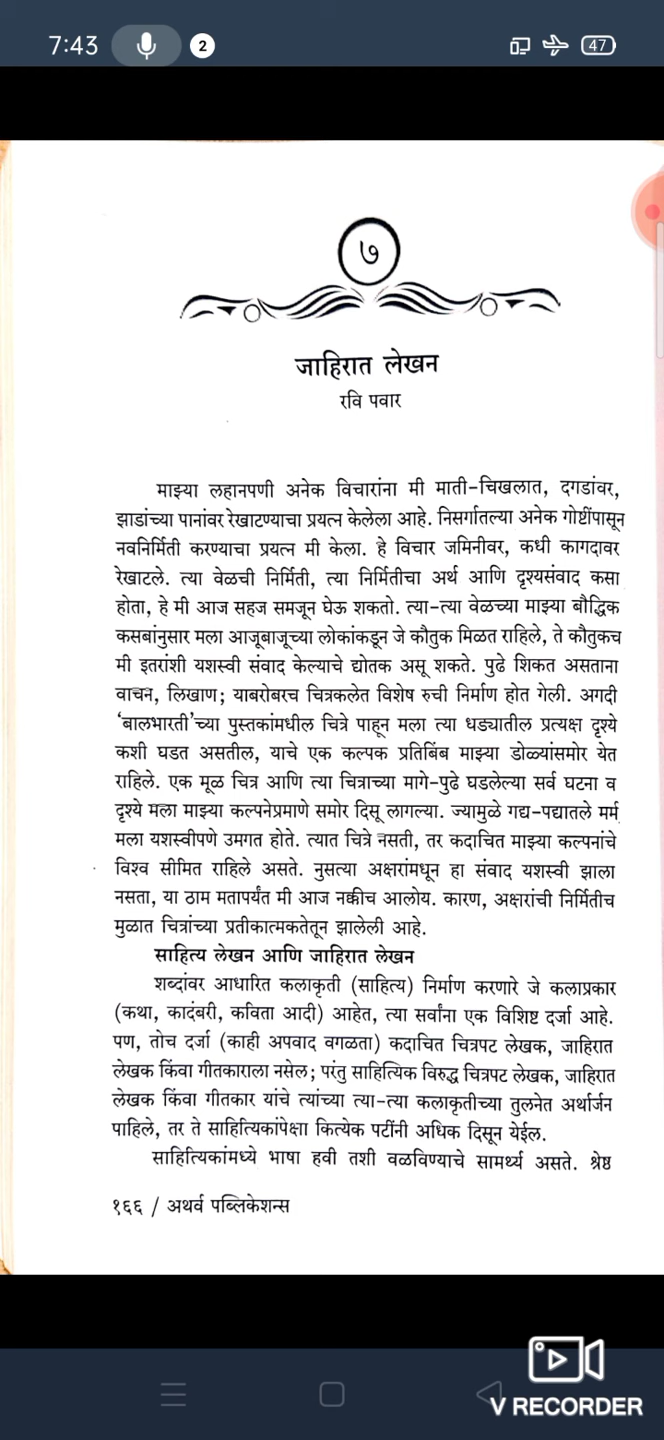 7:43
2
47
७
जाहिरात लेखन
रवि पवार
माझ्या लहानपणी अनेक विचारांना मी माती-चिखलात, दगडांवर,
झाडांच्या पानांवर रेखाटण्याचा प्रयत्न केलेला आहे. निसर्गातल्या अनेक गोष्टींपासून
नवनिर्मिती करण्याचा प्रयत्न मी केला. हे विचार जमिनीवर, कधी कागदावर
रेखाटले. त्या वेळची निर्मिती, त्या निर्मितीचा अर्थ आणि दृश्यसंवाद कसा
होता, हे मी आज सहज समजून घेऊ शकतो. त्या-त्या वेळच्या माझ्या बौद्धिक
कसबांनुसार मला आजूबाजूच्या लोकांकडून जे कौतुक मिळत राहिले, ते कौतुकच
मी इतरांशी यशस्वी संवाद केल्याचे द्योतक असू शकते. पुढे शिकत असताना
वाचन, लिखाण; याबरोबरच चित्रकलेत विशेष रुची निर्माण होत गेली. अगदी
‘बालभारती’च्या पुस्तकांमधील चित्रे पाहून मला त्या धड्यातील प्रत्यक्ष दृश्ये
कशी घडत असतील, याचे एक कल्पक प्रतिबिंब माझ्या डोळ्यांसमोर येत
राहिले. एक मूळ चित्र आणि त्या चित्राच्या मागे-पुढे घडलेल्या सर्व घटना व
दृश्ये मला माझ्या कल्पनेप्रमाणे समोर दिसू लागल्या. ज्यामुळे गद्य-पद्यातले मर्म
मला यशस्वीपणे उमगत होते. त्यात चित्रे नसती, तर कदाचित माझ्या कल्पनांचे
विश्व सीमित राहिले असते. नुसत्या अक्षरांमधून हा संवाद यशस्वी झाला
नसता, या ठाम मतापर्यंत मी आज नक्कीच आलोय. कारण, अक्षरांची निर्मितीच
मुळात चित्रांच्या प्रतीकात्मकतेतून झालेली आहे.
साहित्य लेखन आणि जाहिरात लेखन
शब्दांवर आधारित कलाकृती (साहित्य) निर्माण करणारे जे कलाप्रकार
(कथा, कादंबरी, कविता आदी) आहेत, त्या सर्वांना एक विशिष्ट दर्जा आहे.
पण, तोच दर्जा (काही अपवाद वगळता) कदाचित चित्रपट लेखक, जाहिरात
लेखक किंवा गीतकाराला नसेल; परंतु साहित्यिक विरुद्ध चित्रपट लेखक, जाहिरात
लेखक किंवा गीतकार यांचे त्यांच्या त्या-त्या कलाकृतीच्या तुलनेत अर्थार्जन
पाहिले, तर ते साहित्यिकांपेक्षा कित्येक पटींनी अधिक दिसून येईल.
साहित्यिकांमध्ये भाषा हवी तशी वळविण्याचे सामर्थ्य असते. श्रेष्ठ
१६६ / अथर्व पब्लिकेशन्स
V RECORDER